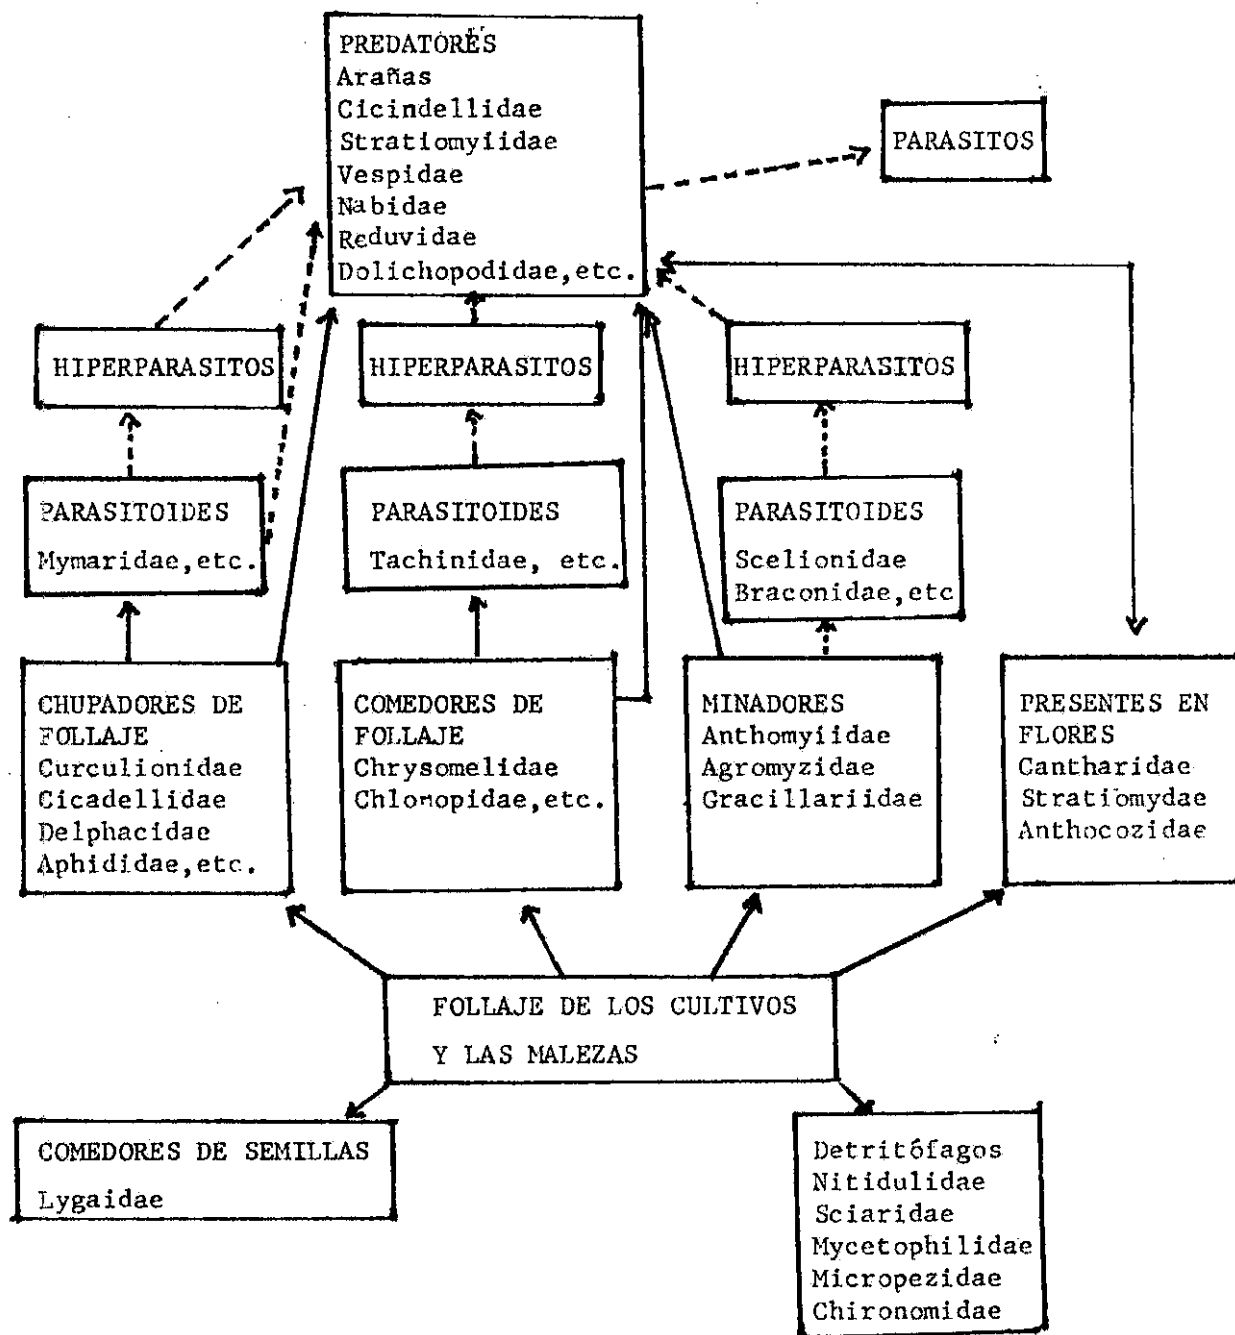 PREDATORES
Arañas
Cicindellidae
Stratiomyiidae
Vespidae
Nabidae
Reduvidae
Dolichopodidae,etc.
PARASITOS
HIPERPARASITOS
HIPERPARASITOS
HIPERPARASITOS
PARASITOIDES
Mymaridae,etc.
PARASITOIDES
Tachinidae, etc.
PARASITOIDES
Scelionidae
Braconidae,etc
CHUPADORES DE
FOLLAJE
Curculionidae
Cicadellidae
Delphacidae
Aphididae,etc.
COMEDORES DE
FOLLAJE
Chrysomelidae
Chlonopidae,etc.
MINADORES
Anthomyiidae
Agromyzidae
Gracillariidae
PRESENTES EN
FLORES
Cantharidae
Stratiomydae
Anthocozidae
FOLLAJE DE LOS CULTIVOS
Y LAS MALEZAS
COMEDORES DE SEMILLAS
Lygaidae
Detritófagos
Nitidulidae
Sciaridae
Mycetophilidae
Micropezidae
Chironomidae